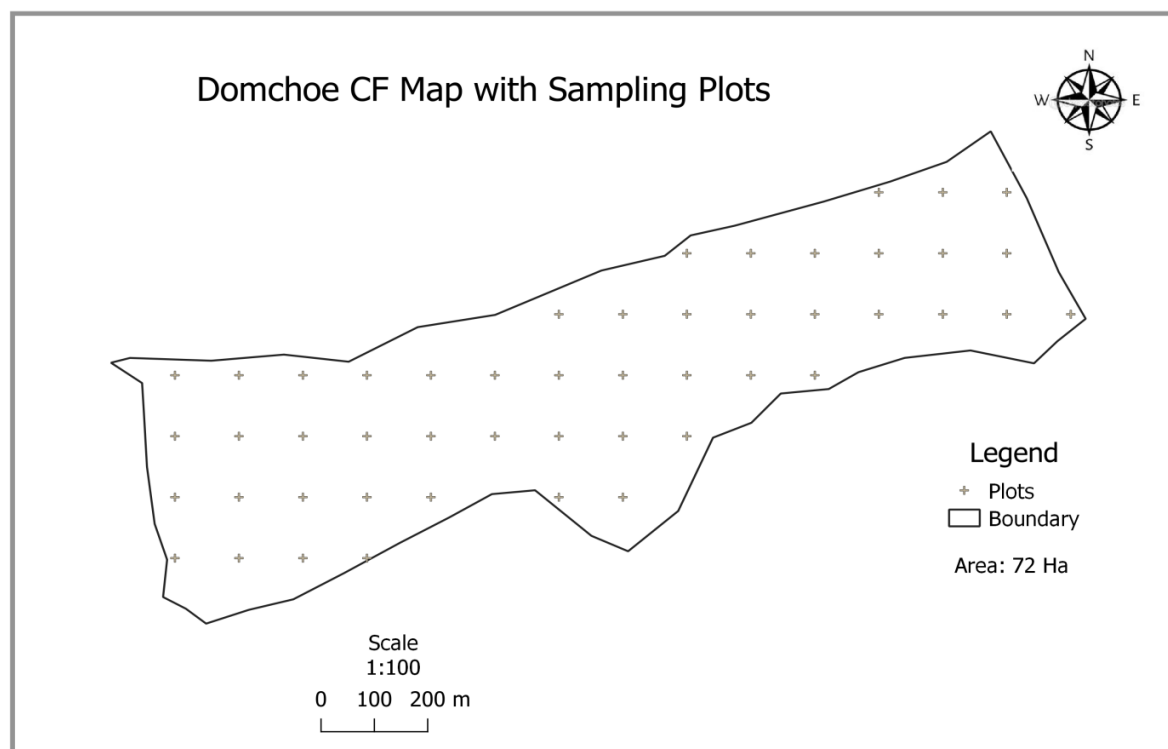 Domchoe CF Map with Sampling Plots
N
W
E
S
Legend
Plots
Boundary
Area: 72 Ha
Scale
1:100
0 100 200 m